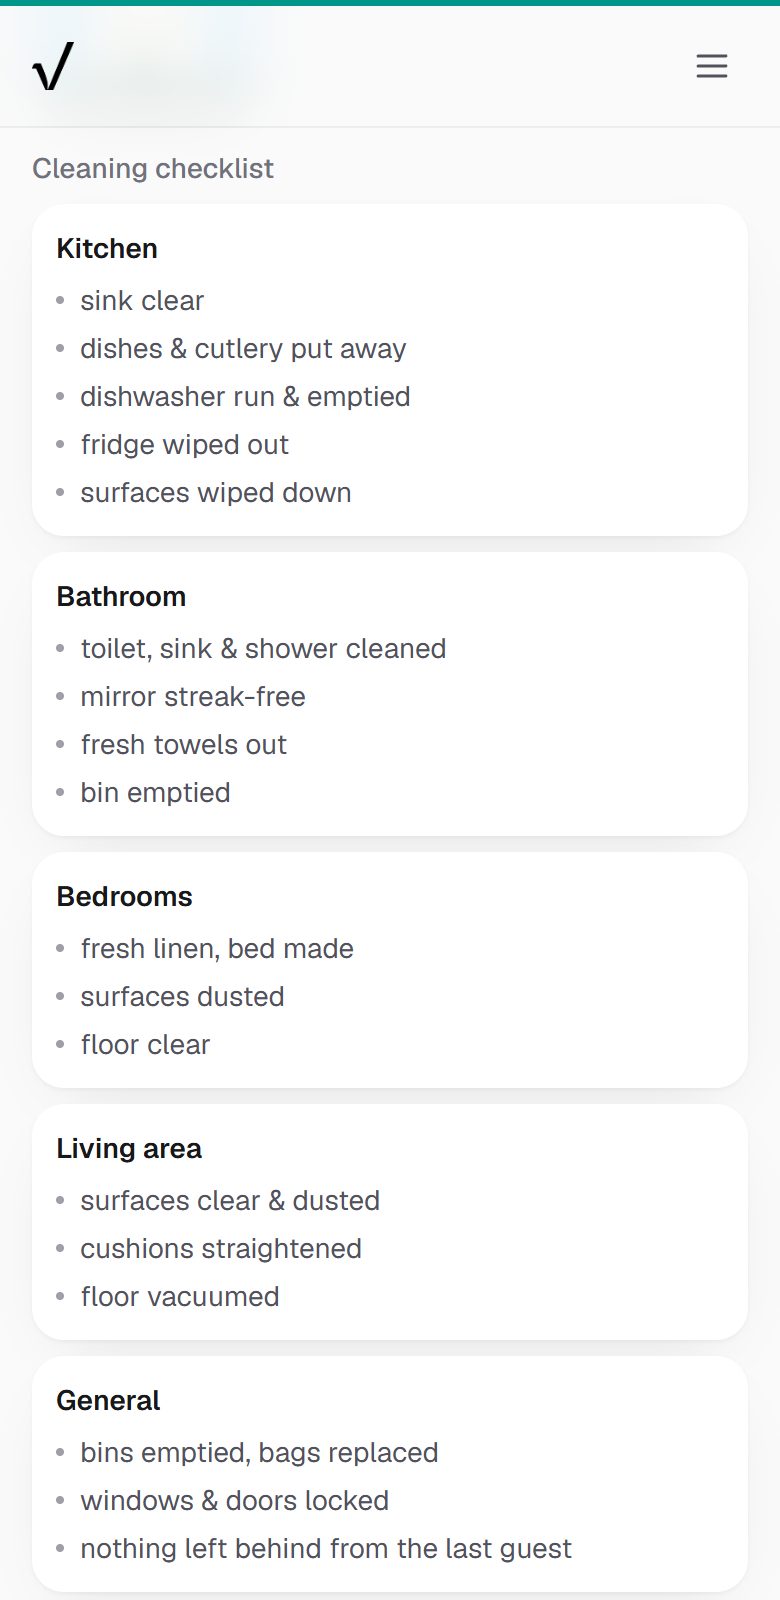 Cleaning checklist
Kitchen
sink clear
dishes & cutlery put away
dishwasher run & emptied
fridge wiped out
surfaces wiped down
Bathroom
toilet, sink & shower cleaned
mirror streak-free
fresh towels out
bin emptied
Bedrooms
fresh linen, bed made
surfaces dusted
floor clear
Living area
surfaces clear & dusted
cushions straightened
floor vacuumed
General
bins emptied, bags replaced
windows & doors locked
nothing left behind from the last guest